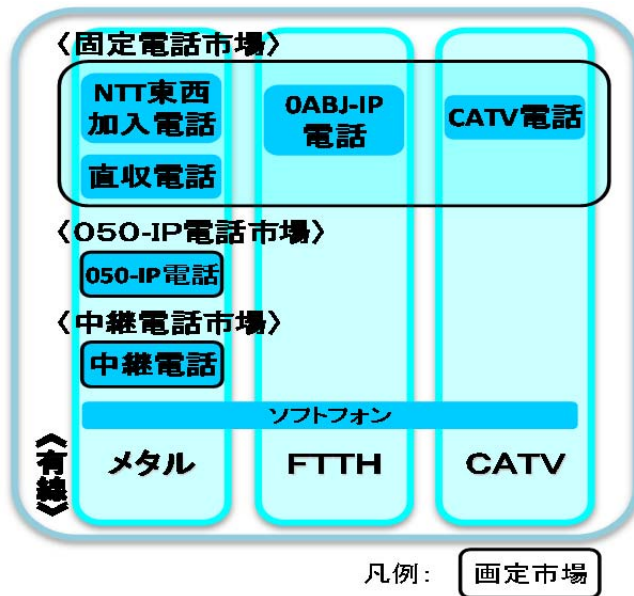 〈固定電話市場〉
NTT東西
加入電話
直収電話
0ABJ-IP
電話
CATV電話
〈050-IP電話市場〉
050-IP電話
〈中継電話市場〉
中継電話
ソフトフォン
《有線》
メタル
FTTH
CATV
凡例：
画定市場